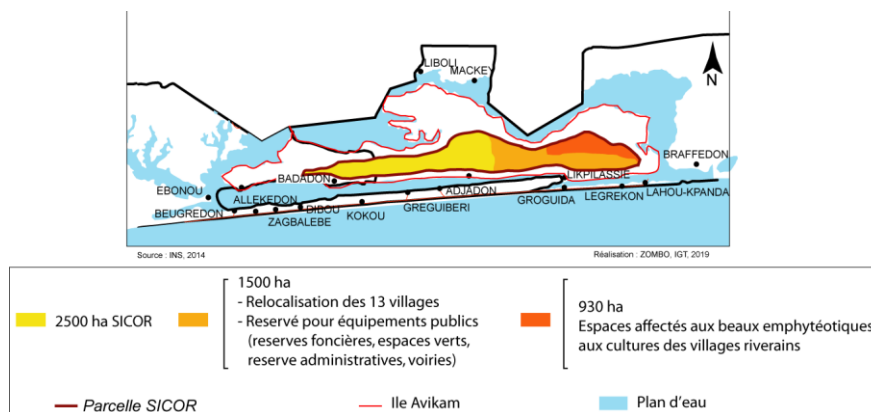 LIBOLI
MACKEY
N
BRAFFEDON
LIKPILASSIE
BADADON
EBONOU
ALLEKEDON
ADJADON
LAHOU-KPANDA
LEGREKON
GROGUIDA
GREGUIBERI
DIDOU
KOKOU
BEUGREDON
ZAGBALEBE
Source : INS, 2014
Réalisation : ZOMBO, IGT, 2019
2500 ha SICOR
1500 ha
- Relocalisation des 13 villages
- Reservé pour équipements publics
(reserves foncières, espaces verts,
reserve administratives, voiries)
930 ha
Espaces affectés aux beaux emphytéotiques
aux cultures des villages riverains
Parcelle SICOR
Ile Avikam
Plan d'eau